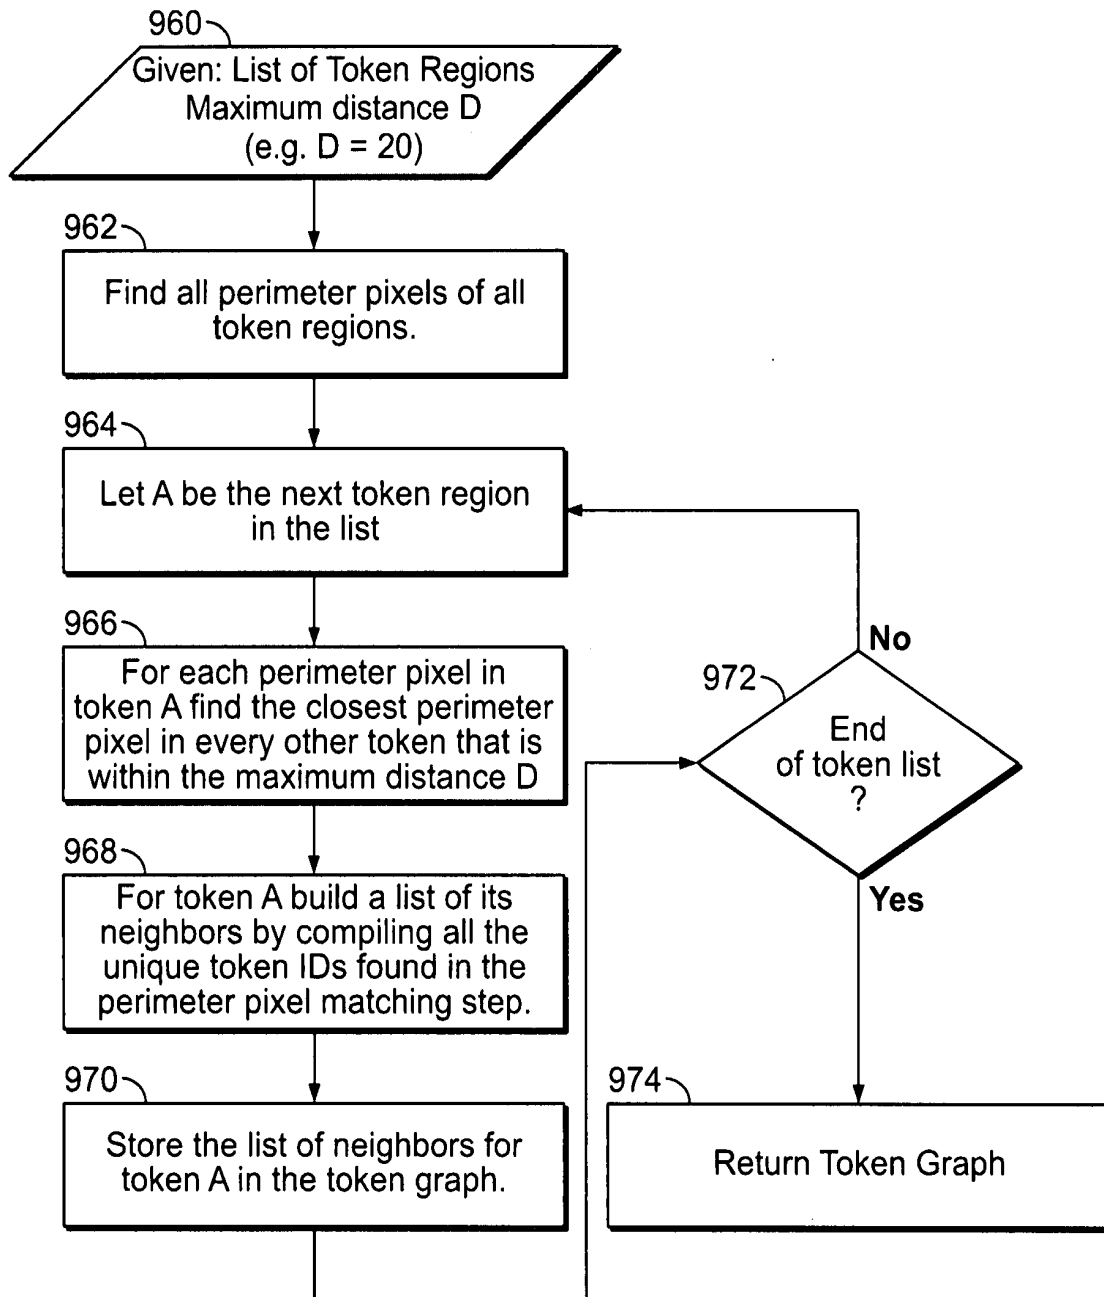 960
Given: List of Token Regions
Maximum distance D
(e.g. D = 20)
962
Find all perimeter pixels of all
token regions.
964
Let A be the next token region
in the list
966
For each perimeter pixel in
token A find the closest perimeter
pixel in every other token that is
within the maximum distance D
968
For token A build a list of its
neighbors by compiling all the
unique token IDs found in the
perimeter pixel matching step.
970
Store the list of neighbors for
token A in the token graph.
972
End
of token list
?
No
Yes
974
Return Token Graph